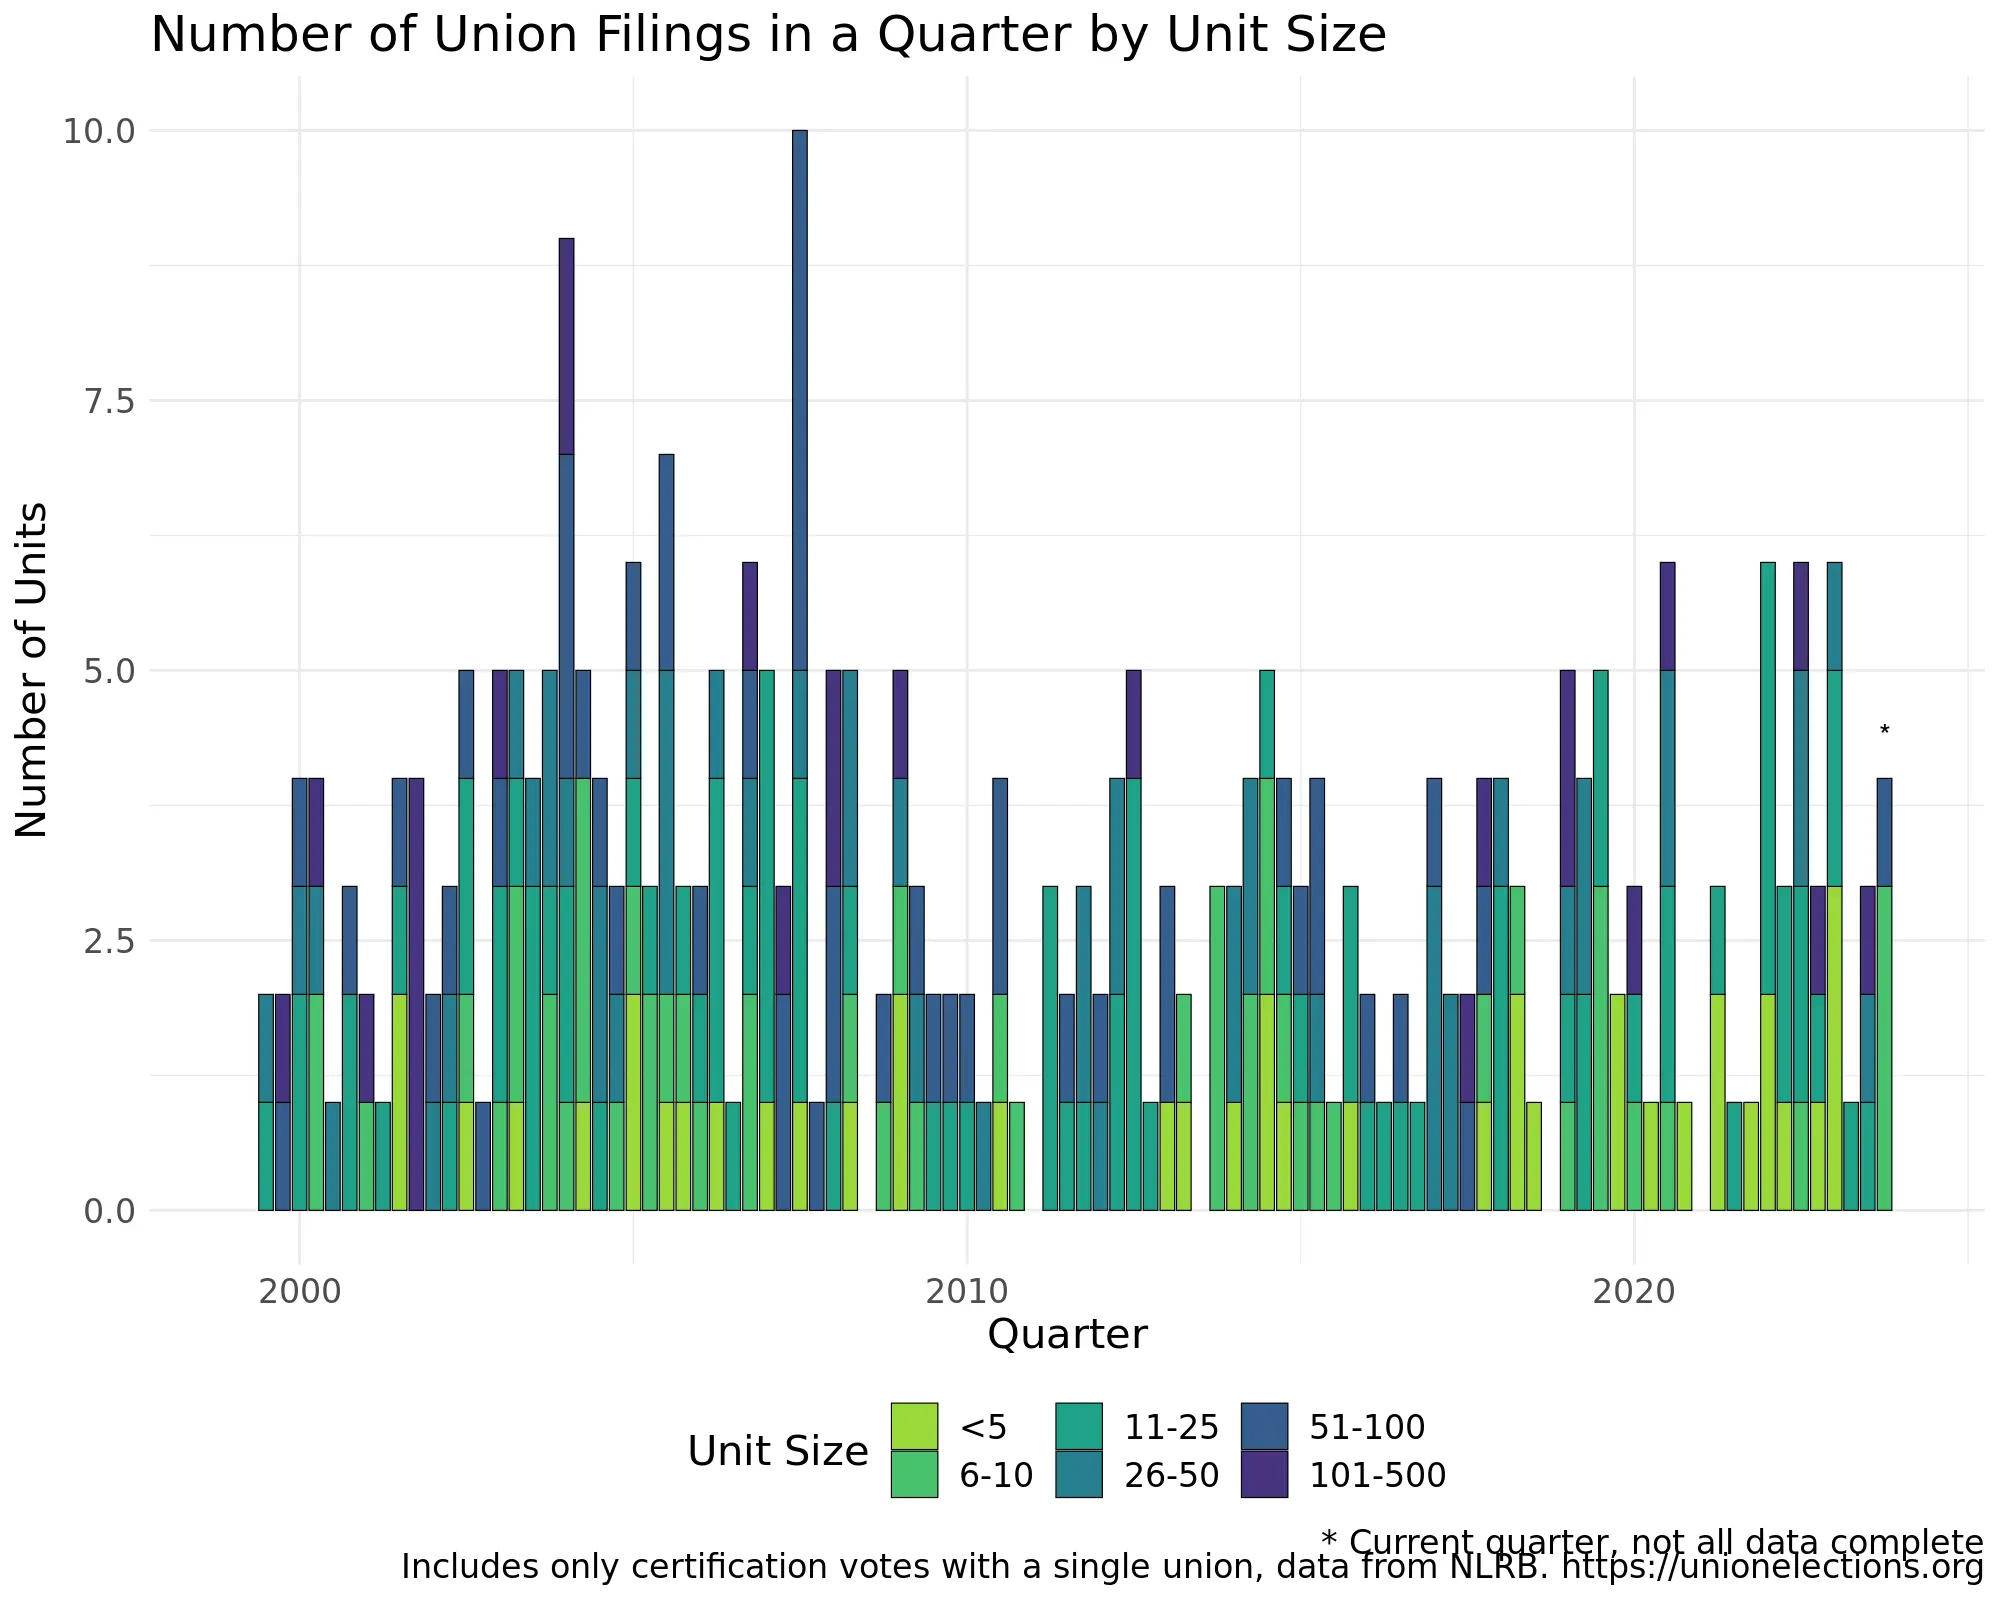 Number of Union Filings in a Quarter by Unit Size
Number of Units
10.0
7.5
5.0
2.5
0.0
*
2000 2010 2020
Quarter
Unit Size
<5 11-25 51-100
6-10 26-50 101-500
* Current quarter, not all data complete
Includes only certification votes with a single union, data from NLRB. https://unionelections.org